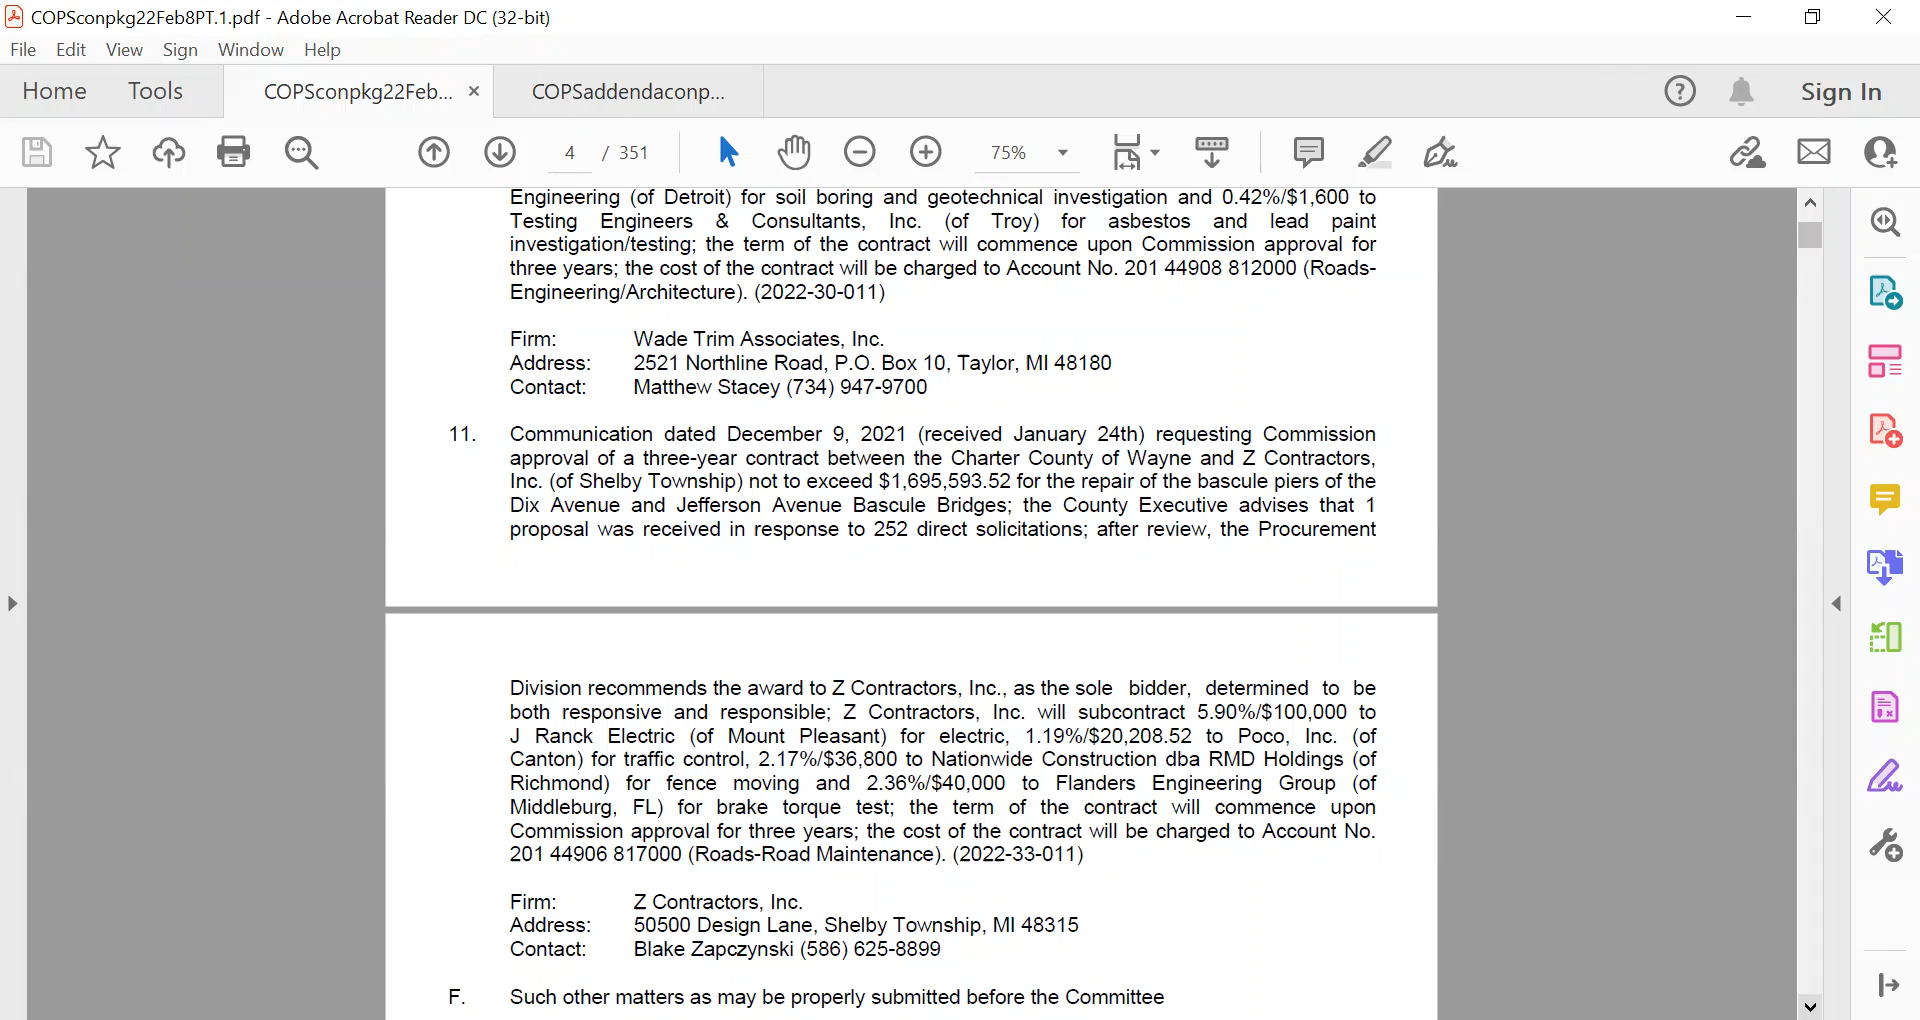 COPSconpkg22Feb8PT.1.pdf - Adobe Acrobat Reader DC (32-bit)
File Edit View Sign Window Help
Home Tools COPSconpkg22Feb... × COPSaddendaconp... Sign In
4 / 351 75%
Engineering (of Detroit) for soil boring and geotechnical investigation and 0.42%/$1,600 to
Testing Engineers & Consultants, Inc. (of Troy) for asbestos and lead paint
investigation/testing; the term of the contract will commence upon Commission approval for
three years; the cost of the contract will be charged to Account No. 201 44908 812000 (Roads-
Engineering/Architecture). (2022-30-011)
Firm: Wade Trim Associates, Inc.
Address: 2521 Northline Road, P.O. Box 10, Taylor, MI 48180
Contact: Matthew Stacey (734) 947-9700
11. Communication dated December 9, 2021 (received January 24th) requesting Commission
approval of a three-year contract between the Charter County of Wayne and Z Contractors,
Inc. (of Shelby Township) not to exceed $1,695,593.52 for the repair of the bascule piers of the
Dix Avenue and Jefferson Avenue Bascule Bridges; the County Executive advises that 1
proposal was received in response to 252 direct solicitations; after review, the Procurement
Division recommends the award to Z Contractors, Inc., as the sole bidder, determined to be
both responsive and responsible; Z Contractors, Inc. will subcontract 5.90%/$100,000 to
J Ranck Electric (of Mount Pleasant) for electric, 1.19%/$20,208.52 to Poco, Inc. (of
Canton) for traffic control, 2.17%/$36,800 to Nationwide Construction dba RMD Holdings (of
Richmond) for fence moving and 2.36%/$40,000 to Flanders Engineering Group (of
Middleburg, FL) for brake torque test; the term of the contract will commence upon
Commission approval for three years; the cost of the contract will be charged to Account No.
201 44906 817000 (Roads-Road Maintenance). (2022-33-011)
Firm: Z Contractors, Inc.
Address: 50500 Design Lane, Shelby Township, MI 48315
Contact: Blake Zapczynski (586) 625-8899
F. Such other matters as may be properly submitted before the Committee